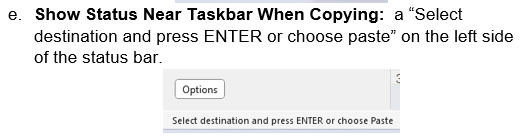 e. Show Status Near Taskbar When Copying: a “Select
destination and press ENTER or choose paste” on the left side
of the status bar.
Options
Select destination and press ENTER or choose Paste